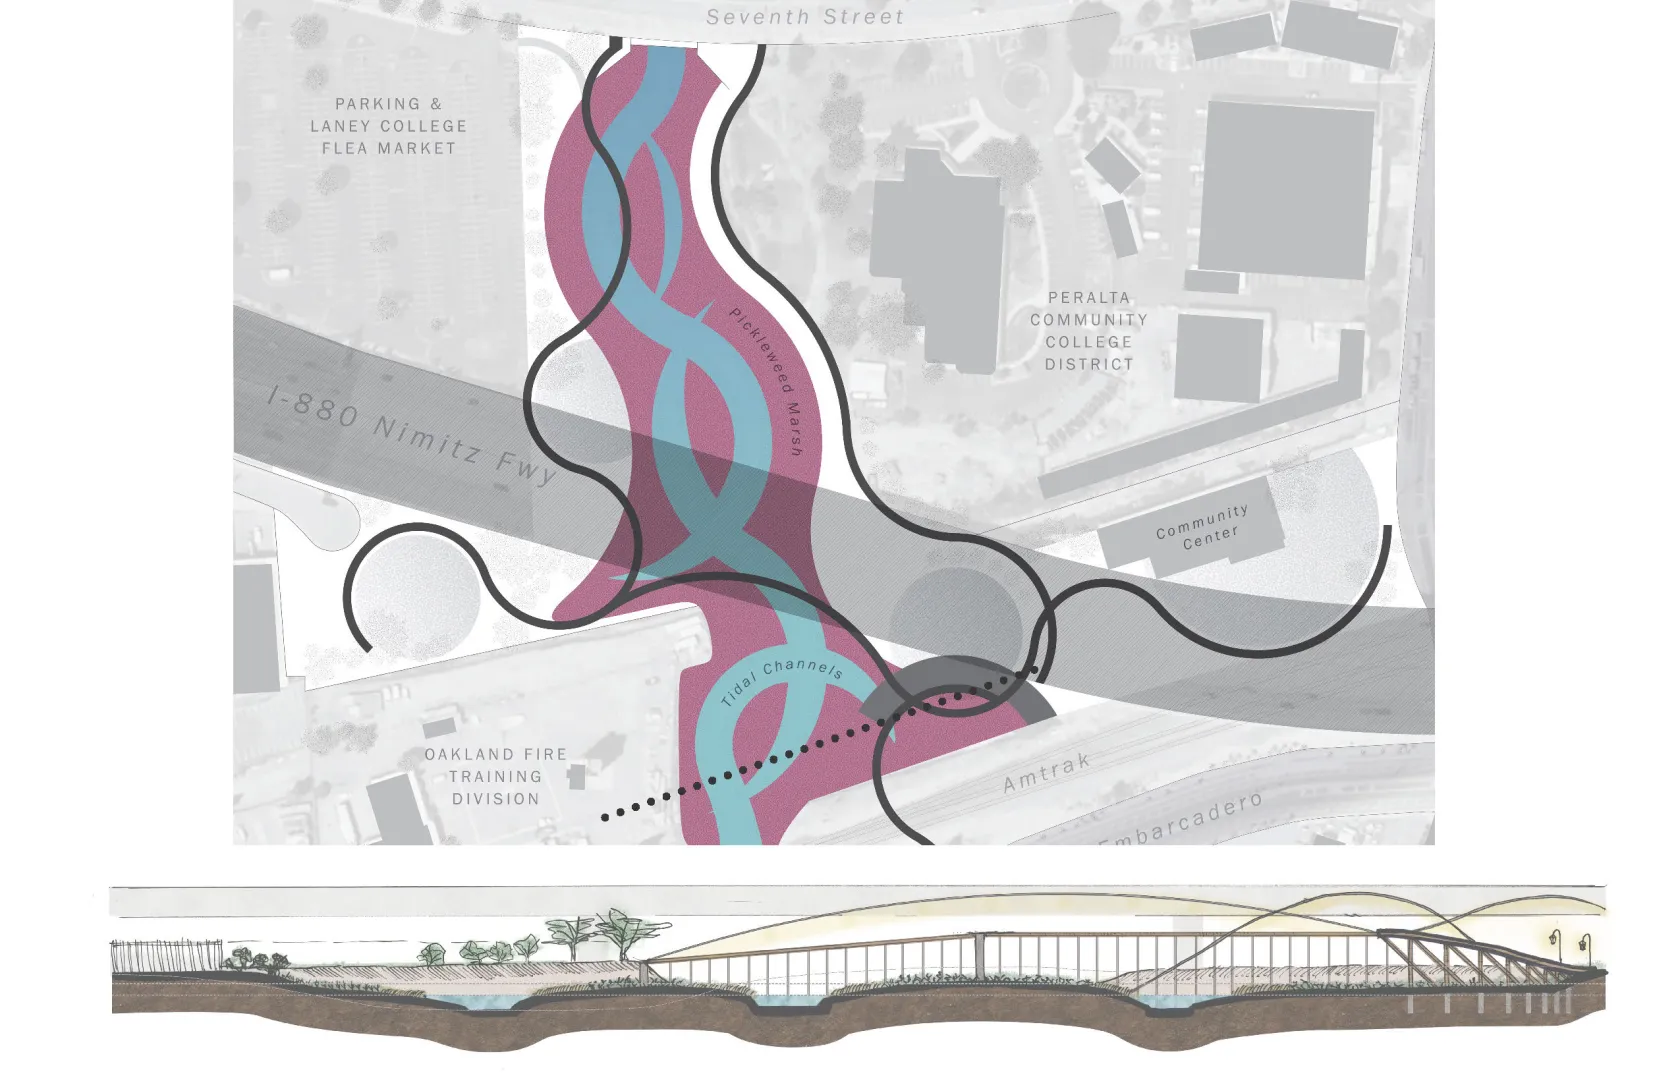 Seventh Street
PARKING &
LANEY COLLEGE
FLEA MARKET
PERALTA
COMMUNITY
COLLEGE
DISTRICT
Pickleweed Marsh
I-880 Nimitz Fwy
Community
Center
Tidal Channels
OAKLAND FIRE
TRAINING
DIVISION
Amtrak
Embarcadero